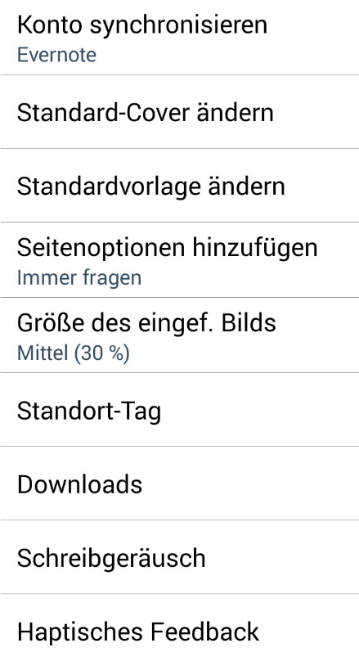 Konto synchronisieren
Evernote
Standard-Cover ändern
Standardvorlage ändern
Seitenoptionen hinzufügen
Immer fragen
Größe des eingef. Bilds
Mittel (30 %)
Standort-Tag
Downloads
Schreibgeräusch
Haptisches Feedback